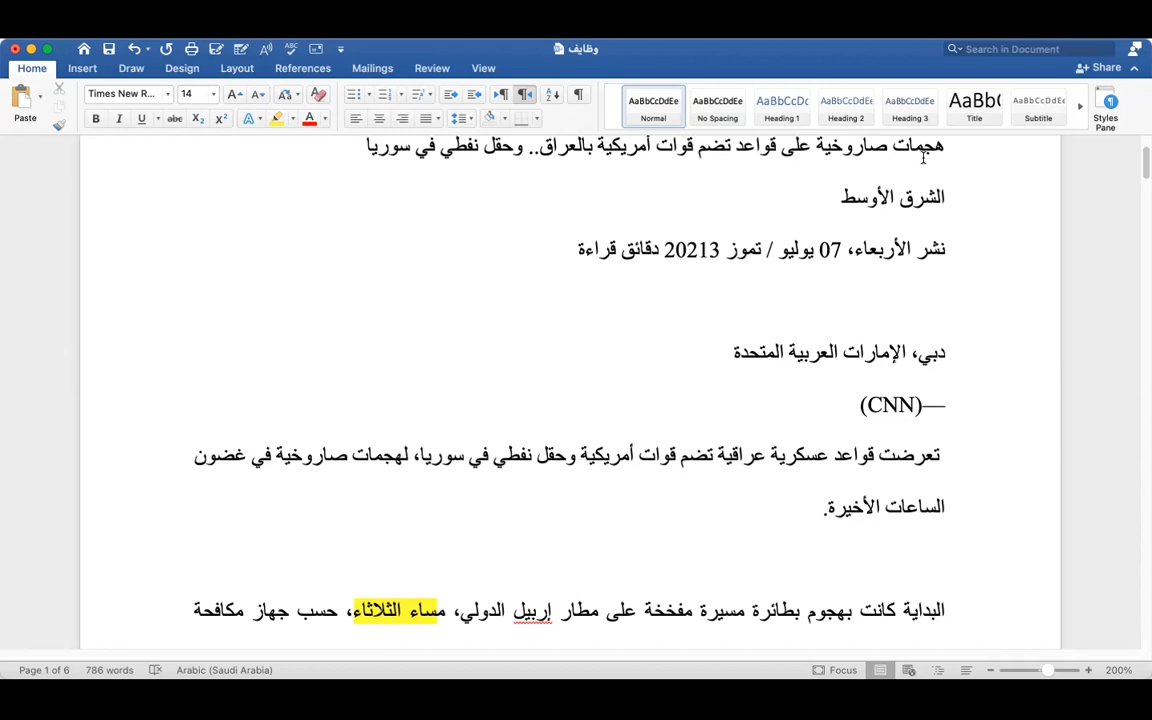 وظايف
Search in Document
Home Insert Draw Design Layout References Mailings Review View
Share
Paste
Times New R... 14
AaBbCcDdEe AaBbCcDdEe AaBbCcDc AaBbCcDdEe AaBbCcDdEe AaBb( AaBbCcDdEe
Normal No Spacing Heading 1 Heading 2 Heading 3 Title Subtitle
Styles Pane
هجمات صاروخية على قواعد تضم قوات أمريكية بالعراق.. وحقل نفطي في سوريا
الشرق الأوسط
نشر الأربعاء، 07 يوليو / تموز 20213 دقائق قراءة
دبي، الإمارات العربية المتحدة
(CNN)—
تعرضت قواعد عسكرية عراقية تضم قوات أمريكية وحقل نفطي في سوريا، لهجمات صاروخية في غضون
الساعات الأخيرة.
البداية كانت بهجوم بطائرة مسيرة مفخخة على مطار إربيل الدولي، مساء الثلاثاء، حسب جهاز مكافحة
Page 1 of 6 786 words Arabic (Saudi Arabia) Focus 200%